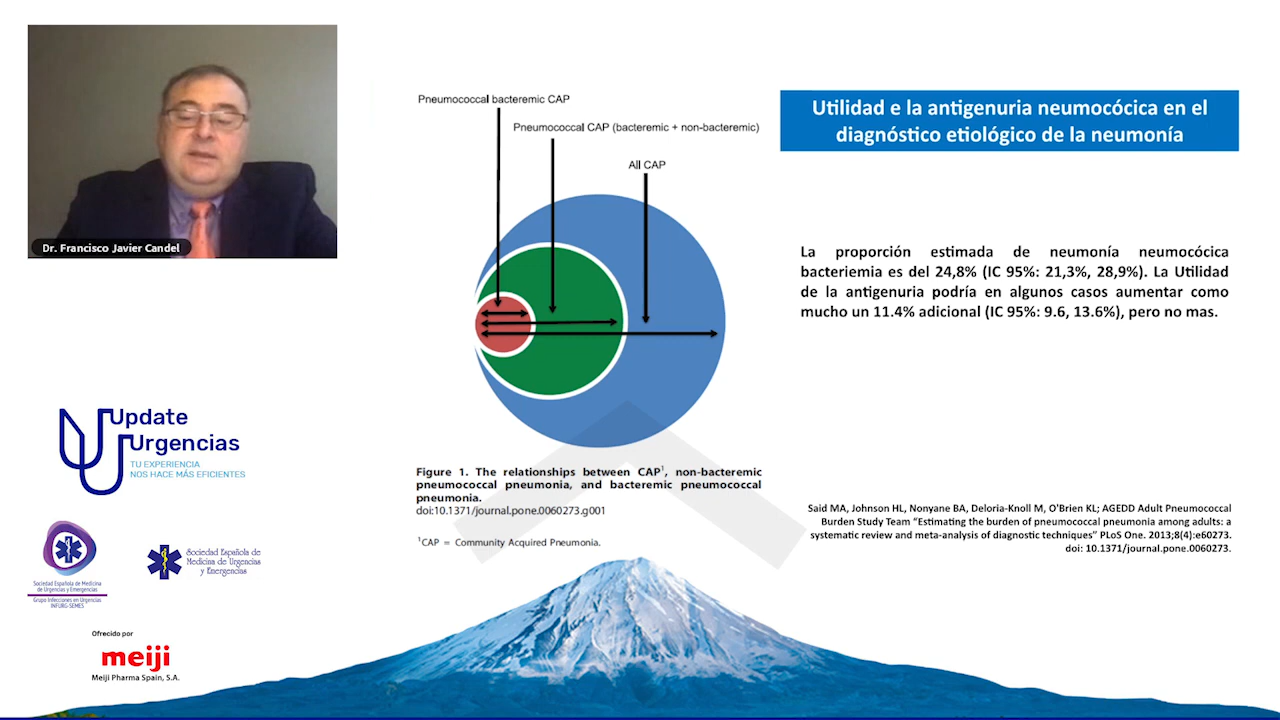 Dr. Francisco Javier Candel
Update
Urgencias
TU EXPERIENCIA
NOS HACE MÁS EFICIENTES
Sociedad Española de Medicina
de Urgencias y Emergencias
Grupo Infecciones en Urgencias
INFURG-SEMES
Sociedad Española de
Medicina de Urgencias
y Emergencias
Ofrecido por
meiji
Meiji Pharma Spain, S.A.
Pneumococcal bacteremic CAP
Pneumococcal CAP (bacteremic + non-bacteremic)
All CAP
Figure 1. The relationships between CAP¹, non-bacteremic
pneumococcal pneumonia, and bacteremic pneumococcal
pneumonia.
doi:10.1371/journal.pone.0060273.g001
¹CAP = Community Acquired Pneumonia.
Utilidad e la antigenuria neumocócica en el
diagnóstico etiológico de la neumonía
La proporción estimada de neumonía neumocócica
bacteriemia es del 24,8% (IC 95%: 21,3%, 28,9%). La Utilidad
de la antigenuria podría en algunos casos aumentar como
mucho un 11.4% adicional (IC 95%: 9.6, 13.6%), pero no mas.
Said MA, Johnson HL, Nonyane BA, Deloria-Knoll M, O'Brien KL; AGEDD Adult Pneumococcal
Burden Study Team “Estimating the burden of pneumococcal pneumonia among adults: a
systematic review and meta-analysis of diagnostic techniques” PLoS One. 2013;8(4):e60273.
doi: 10.1371/journal.pone.0060273.